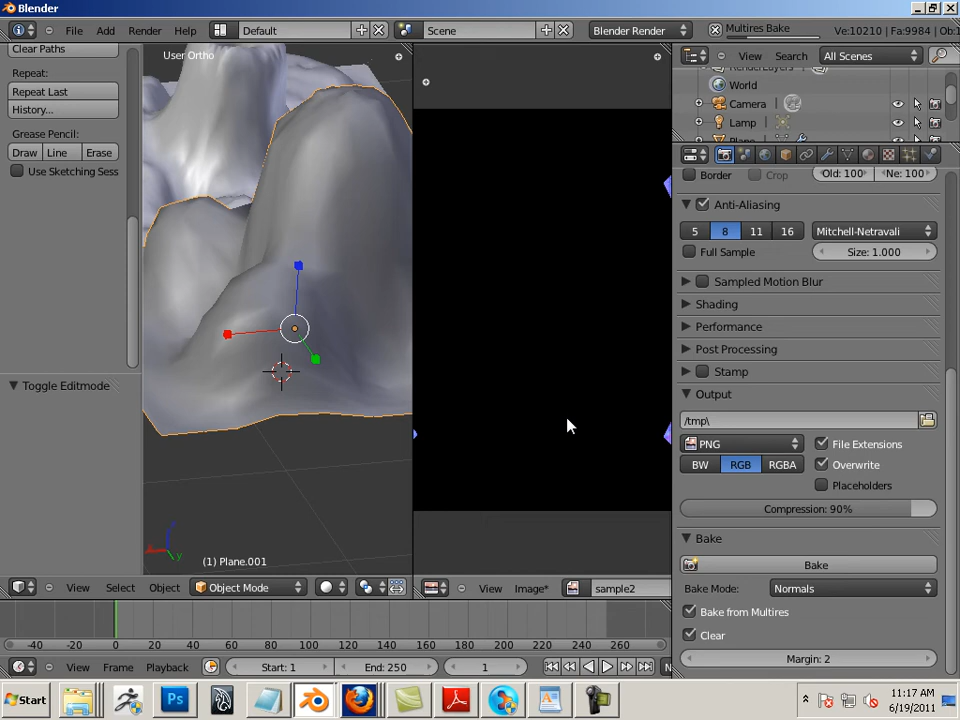 Blender
File Add Render Help Default Scene Blender Render Multires Bake Ve:10210 | Fa:9984 | Ob:1
Clear Paths
Repeat:
Repeat Last
History...
Grease Pencil:
Draw Line Erase
Use Sketching Sess
Toggle Editmode
User Ortho
(1) Plane.001
View Search All Scenes
RenderLayers
World
Camera
Lamp
Plane
Border Crop Old: 100 Ne: 100
Anti-Aliasing
5 8 11 16 Mitchell-Netravali
Full Sample Size: 1.000
Sampled Motion Blur
Shading
Performance
Post Processing
Stamp
Output
/tmp\
PNG File Extensions
BW RGB RGBA Overwrite
Placeholders
Compression: 90%
Bake
Bake
Bake Mode: Normals
Bake from Multires
Clear
Margin: 2
View Select Object Object Mode View Image* sample2
-40 -20 0 20 40 60 80 100 120 140 160 180 200 220 240 260
View Frame Playback Start: 1 End: 250 1 N
Start Ps 11:17 AM
6/19/2011